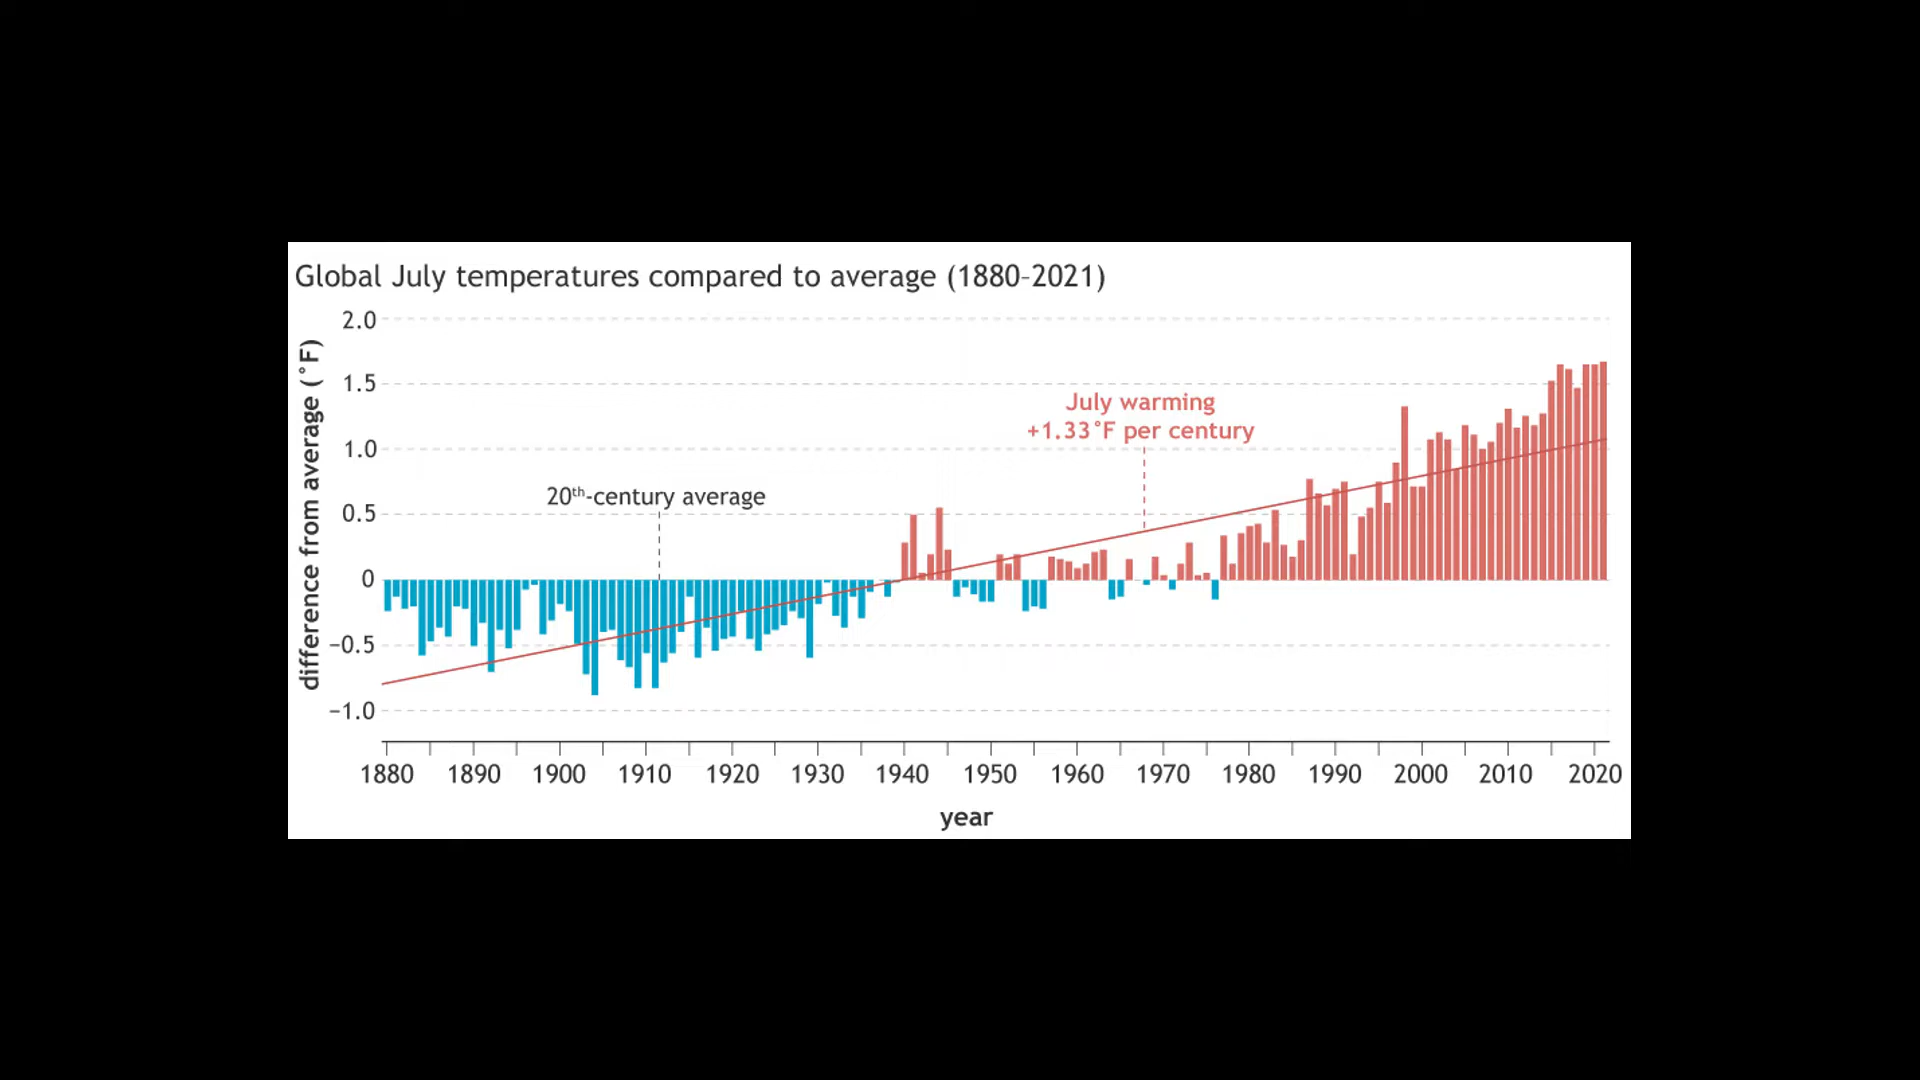 Global July temperatures compared to average (1880–2021)
difference from average (°F)
2.0
1.5
1.0
0.5
0
−0.5
−1.0
July warming
+1.33°F per century
20th-century average
1880 1890 1900 1910 1920 1930 1940 1950 1960 1970 1980 1990 2000 2010 2020
year